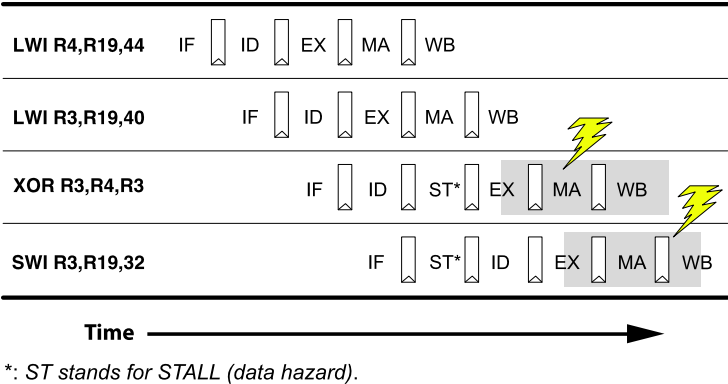 LWI R4,R19,44 IF ID EX MA WB
LWI R3,R19,40 IF ID EX MA WB
XOR R3,R4,R3 IF ID ST* EX MA WB
SWI R3,R19,32 IF ST* ID EX MA WB
Time
*: ST stands for STALL (data hazard).